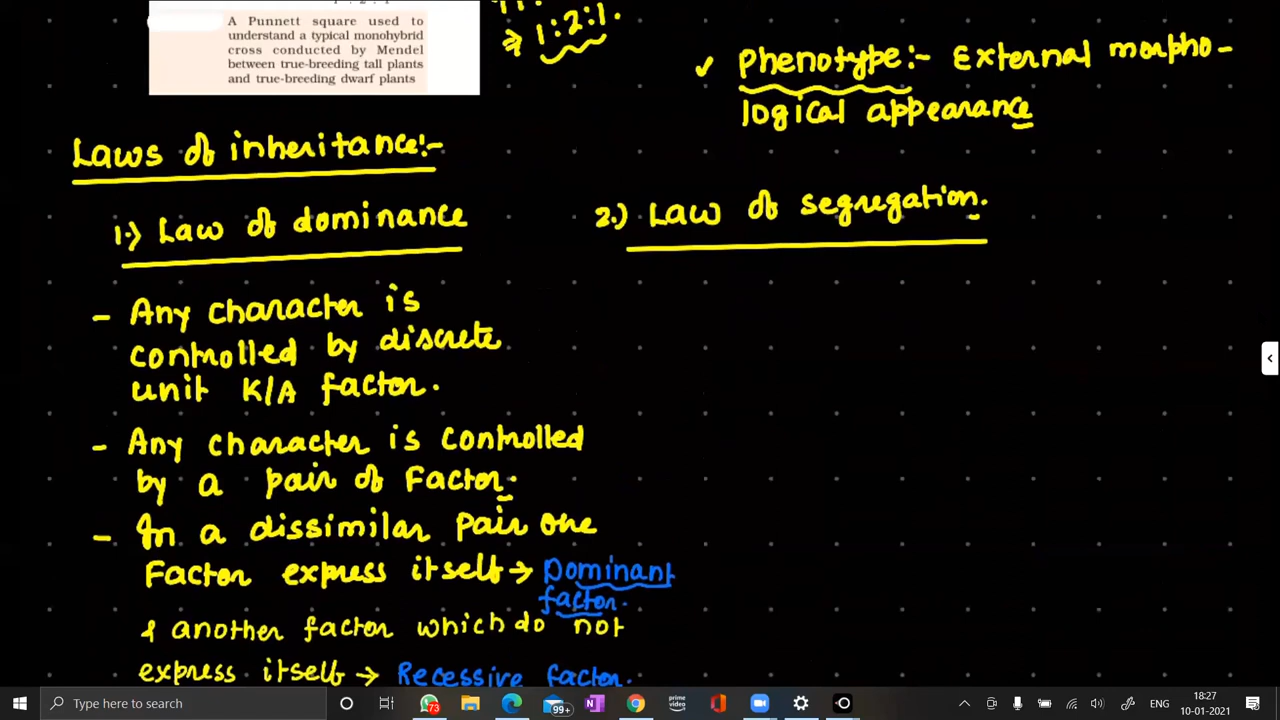 A Punnett square used to
understand a typical monohybrid
cross conducted by Mendel
between true-breeding tall plants
and true-breeding dwarf plants
⇒ 1:2:1.
✓ Phenotype:- External morpho-
logical appearance
Laws of inheritance:-
1.) Law of dominance
- Any character is
controlled by discrete
unit K/A factor.
- Any character is controlled
by a pair of Factor.
- In a dissimilar pair one
Factor express itself → Dominant
factor.
& another factor which do not
express itself → Recessive factor.
2.) Law of segregation.
Type here to search
73
99+
prime
video
ENG
18:27
10-01-2021